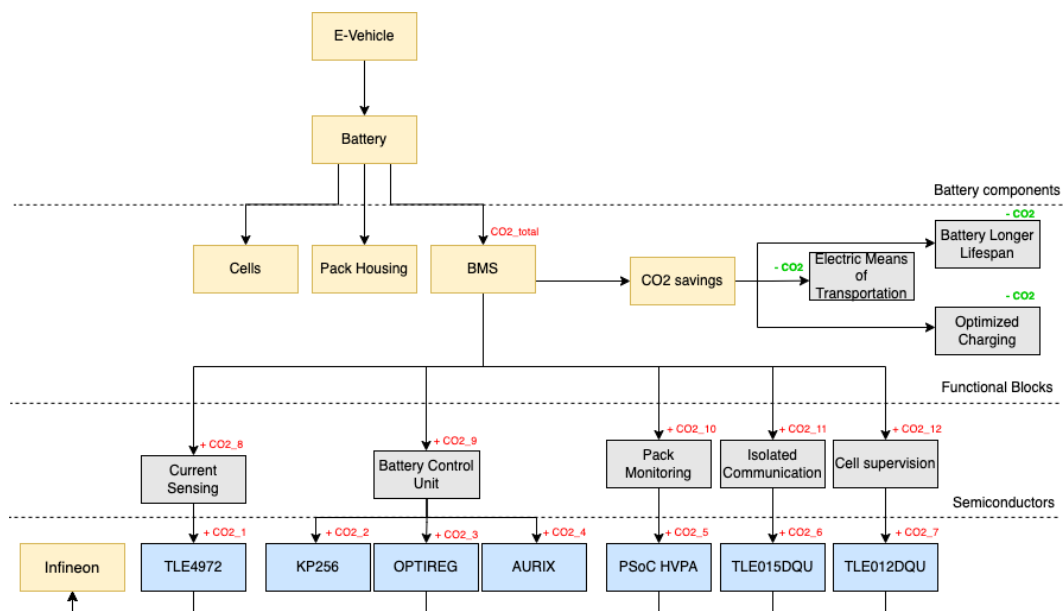 E-Vehicle
Battery
Battery components
CO2_total
- CO2
Cells
Pack Housing
BMS
CO2 savings
- CO2
Electric Means
of
Transportation
Battery Longer
Lifespan
- CO2
Optimized
Charging
Functional Blocks
+ CO2_8
+ CO2_9
+ CO2_10
+ CO2_11
+ CO2_12
Current
Sensing
Battery Control
Unit
Pack
Monitoring
Isolated
Communication
Cell supervision
Semiconductors
+ CO2_1
+ CO2_2
+ CO2_3
+ CO2_4
+ CO2_5
+ CO2_6
+ CO2_7
Infineon
TLE4972
KP256
OPTIREG
AURIX
PSoC HVPA
TLE015DQU
TLE012DQU